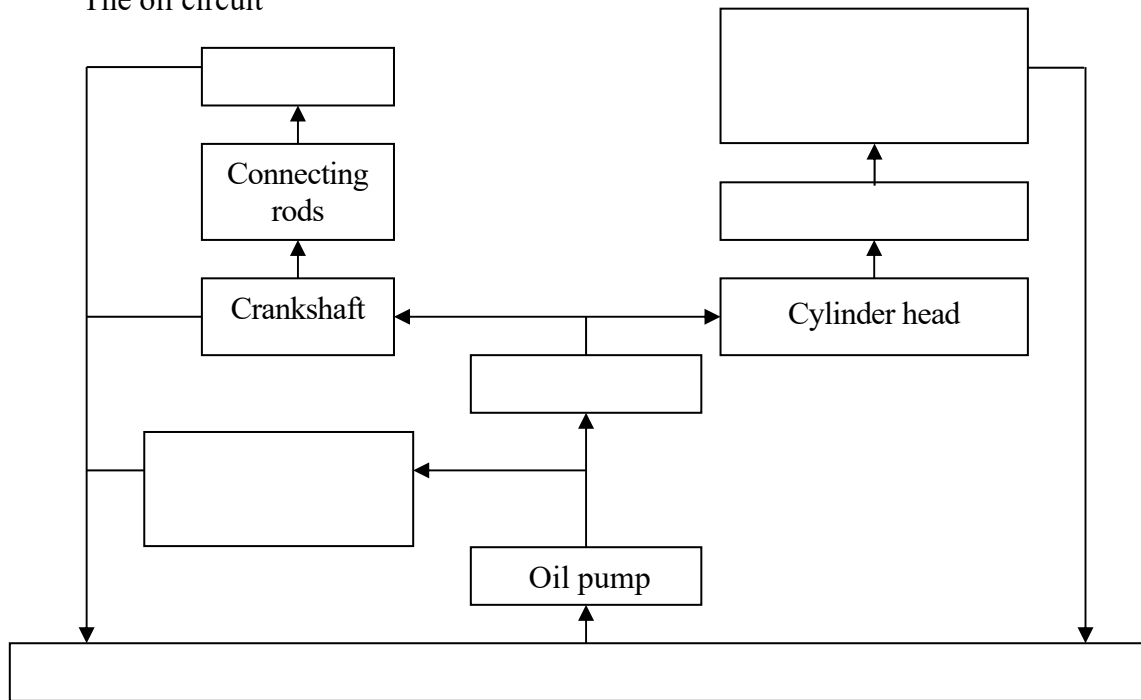 The oil circuit
Connecting
rods
Crankshaft
Cylinder head
Oil pump